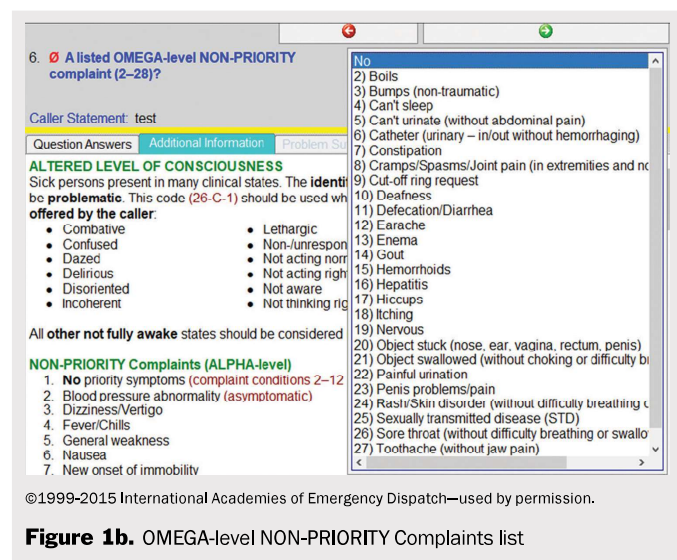 6. Ø A listed OMEGA-level NON-PRIORITY
complaint (2–28)?
Caller Statement: test
Question Answers Additional Information Problem Su
ALTERED LEVEL OF CONSCIOUSNESS
Sick persons present in many clinical states. The identi
be problematic. This code (26-C-1) should be used wh
offered by the caller:
• Combative
• Confused
• Dazed
• Delirious
• Disoriented
• Incoherent
• Lethargic
• Non-/unrespon
• Not acting norr
• Not acting righ
• Not aware
• Not thinking rig
All other not fully awake states should be considered
NON-PRIORITY Complaints (ALPHA-level)
1. No priority symptoms (complaint conditions 2–12
2. Blood pressure abnormality (asymptomatic)
3. Dizziness/Vertigo
4. Fever/Chills
5. General weakness
6. Nausea
7. New onset of immobility
No
2) Boils
3) Bumps (non-traumatic)
4) Can't sleep
5) Can't urinate (without abdominal pain)
6) Catheter (urinary – in/out without hemorrhaging)
7) Constipation
8) Cramps/Spasms/Joint pain (in extremities and no
9) Cut-off ring request
10) Deafness
11) Defecation/Diarrhea
12) Earache
13) Enema
14) Gout
15) Hemorrhoids
16) Hepatitis
17) Hiccups
18) Itching
19) Nervous
20) Object stuck (nose, ear, vagina, rectum, penis)
21) Object swallowed (without choking or difficulty br
22) Painful urination
23) Penis problems/pain
24) Rash/Skin disorder (without difficulty breathing o
25) Sexually transmitted disease (STD)
26) Sore throat (without difficulty breathing or swallo
27) Toothache (without jaw pain)
©1999-2015 International Academies of Emergency Dispatch—used by permission.
Figure 1b. OMEGA-level NON-PRIORITY Complaints list